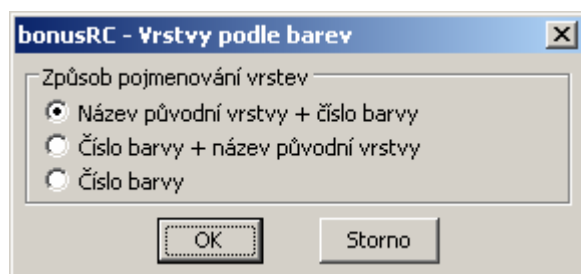 bonusRC - Vrstvy podle barev
Způsob pojmenování vrstev
Název původní vrstvy + číslo barvy
Číslo barvy + název původní vrstvy
Číslo barvy
OK Storno